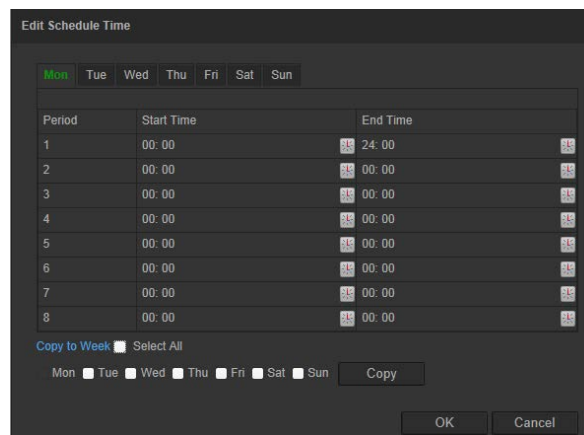 Edit Schedule Time
Mon Tue Wed Thu Fri Sat Sun
Period Start Time End Time
1 00: 00 24: 00
2 00: 00 00: 00
3 00: 00 00: 00
4 00: 00 00: 00
5 00: 00 00: 00
6 00: 00 00: 00
7 00: 00 00: 00
8 00: 00 00: 00
Copy to Week Select All
Mon Tue Wed Thu Fri Sat Sun Copy
OK Cancel